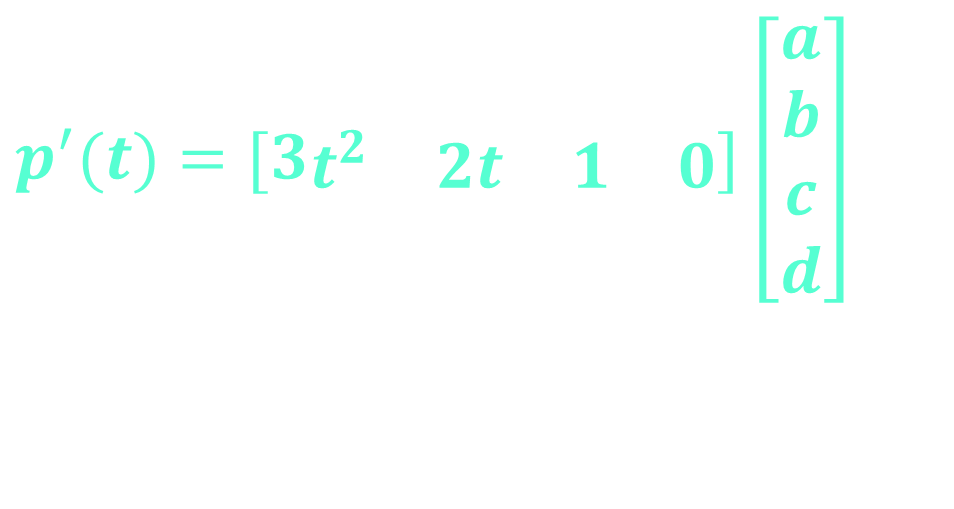 p′(t) = [3t² 2t 1 0] [a b c d]